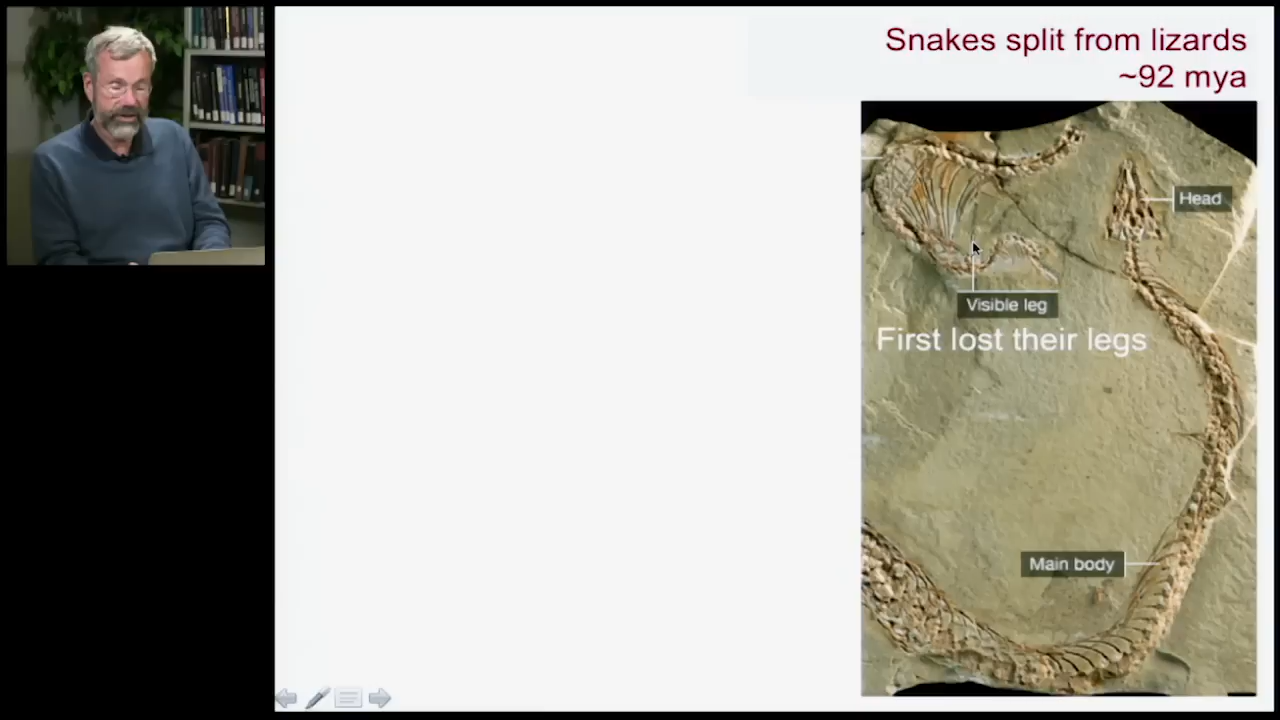 Snakes split from lizards
~92 mya
Head
Visible leg
First lost their legs
Main body